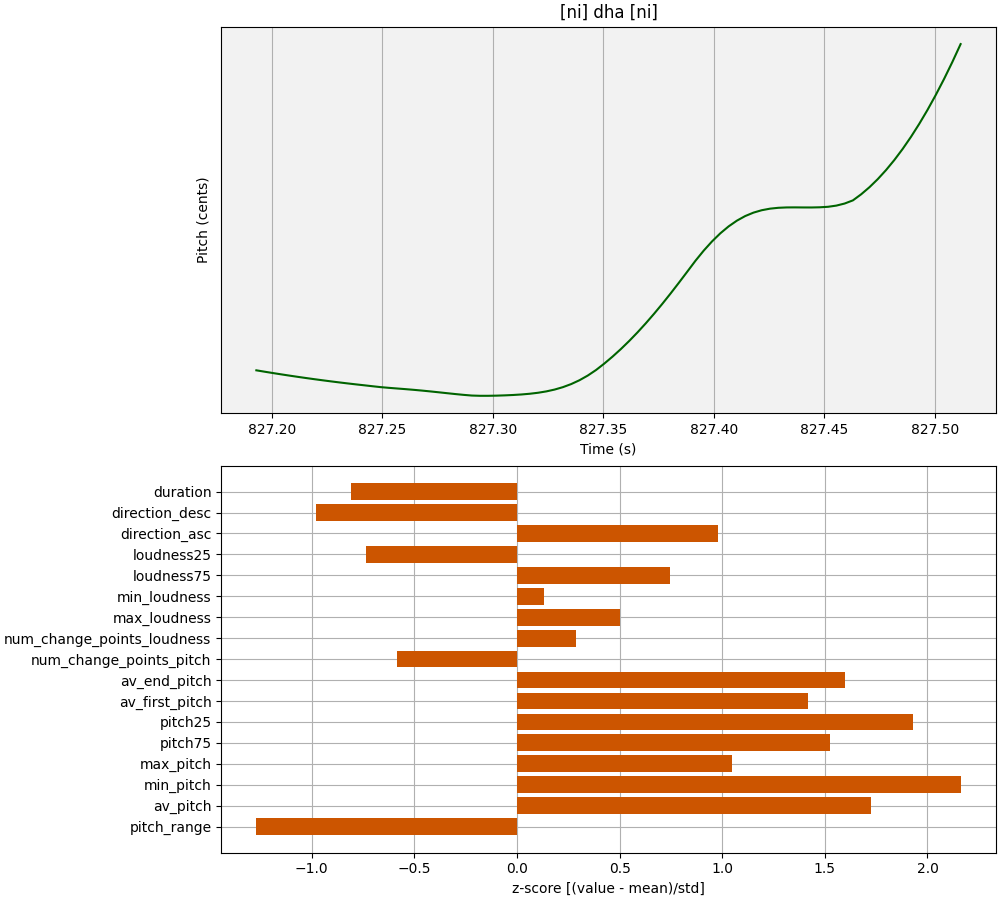 [ni] dha [ni]
Pitch (cents)
827.20 827.25 827.30 827.35 827.40 827.45 827.50
Time (s)
duration
direction_desc
direction_asc
loudness25
loudness75
min_loudness
max_loudness
num_change_points_loudness
num_change_points_pitch
av_end_pitch
av_first_pitch
pitch25
pitch75
max_pitch
min_pitch
av_pitch
pitch_range
−1.0 −0.5 0.0 0.5 1.0 1.5 2.0
z-score [(value - mean)/std]